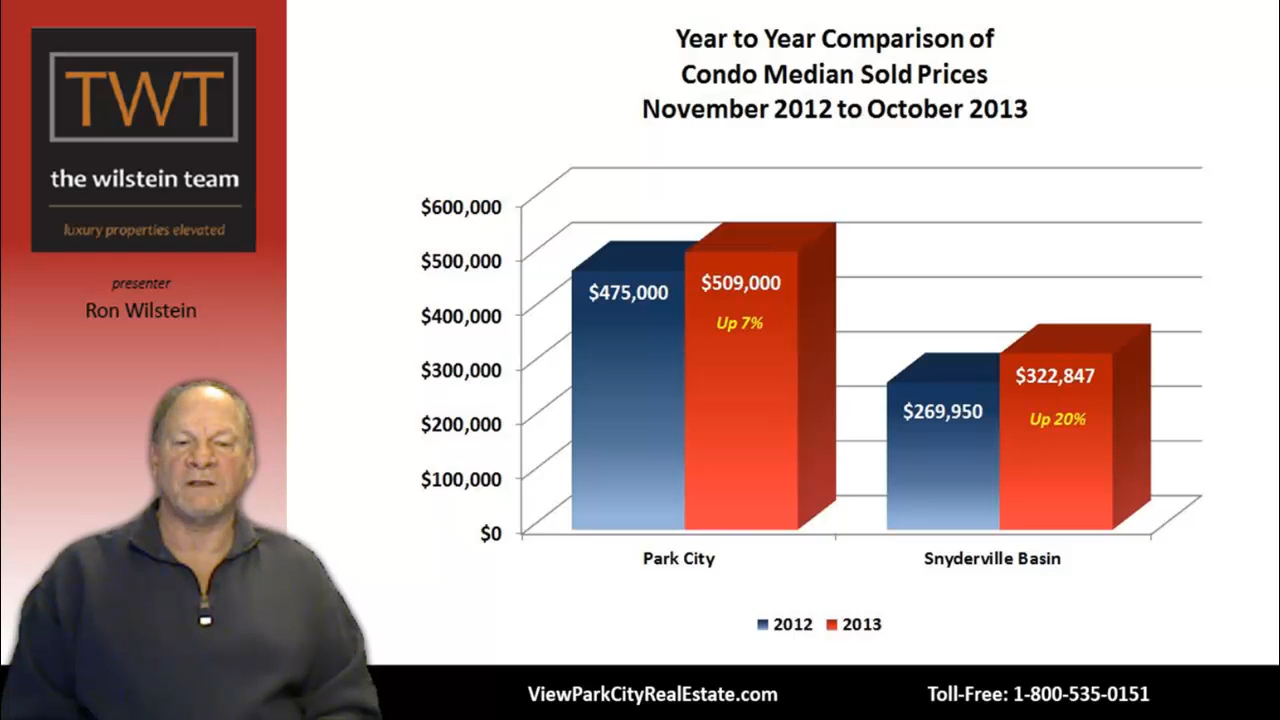 TWT
the wilstein team
luxury properties elevated
presenter
Ron Wilstein
Year to Year Comparison of
Condo Median Sold Prices
November 2012 to October 2013
$600,000
$500,000
$400,000
$300,000
$200,000
$100,000
$0
$475,000
$509,000
Up 7%
$269,950
$322,847
Up 20%
Park City
Snyderville Basin
2012
2013
ViewParkCityRealEstate.com
Toll-Free: 1-800-535-0151